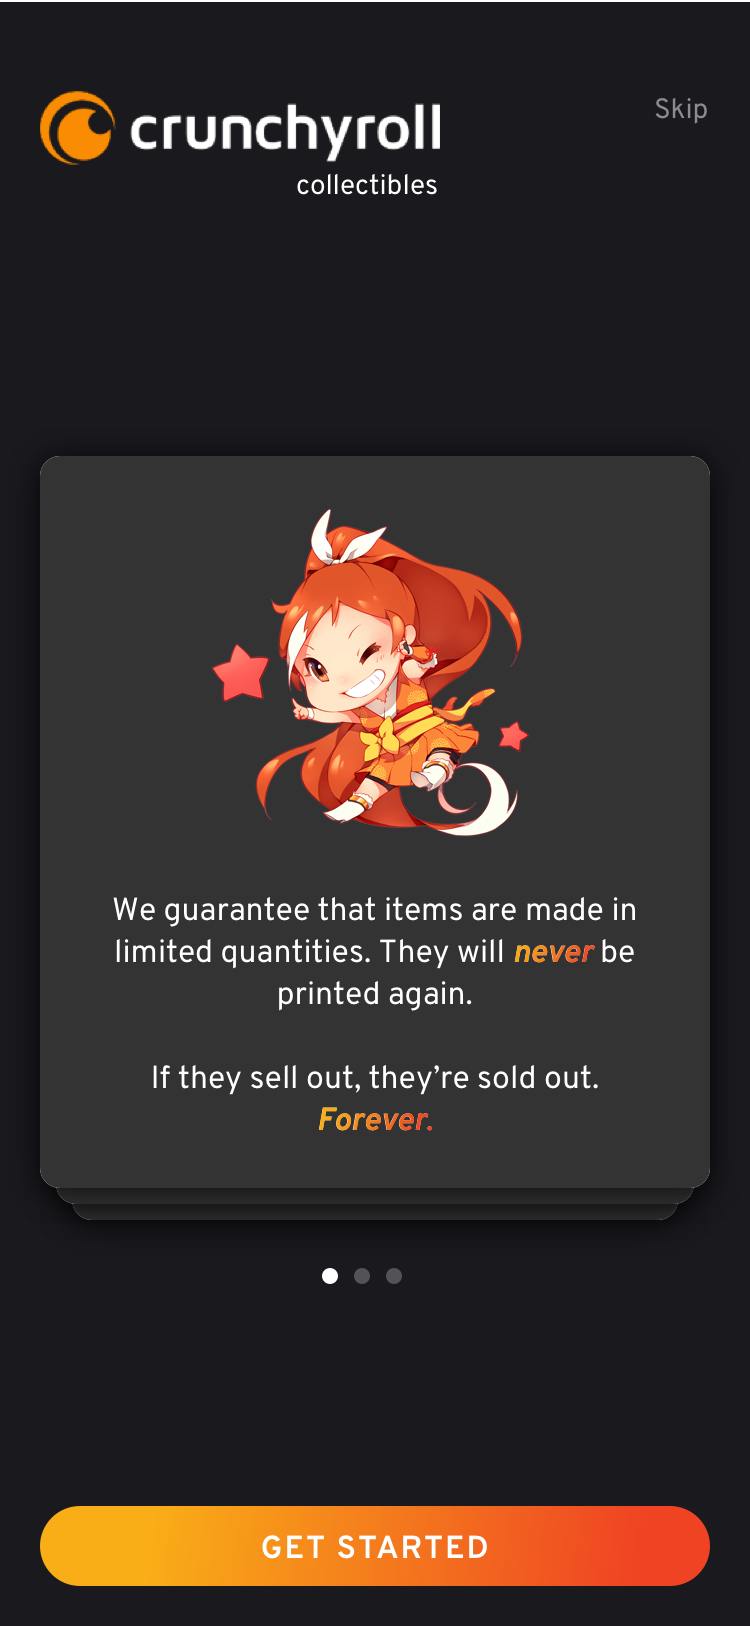 crunchyroll
Skip
collectibles
We guarantee that items are made in
limited quantities. They will never be
printed again.
If they sell out, they’re sold out.
Forever.
GET STARTED